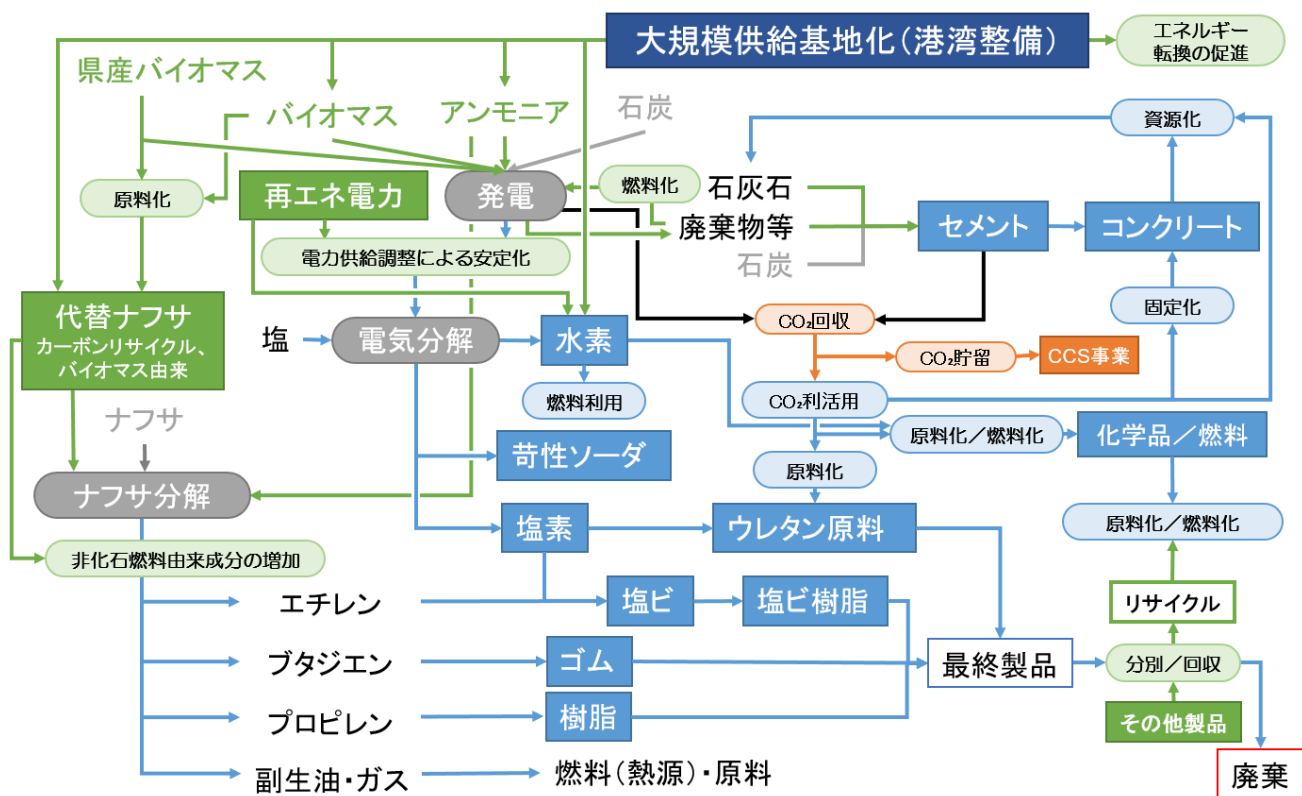 大規模供給基地化（港湾整備）
エネルギー
転換の促進
県産バイオマス
バイオマス
アンモニア
石炭
資源化
原料化
再エネ電力
発電
燃料化
石灰石
廃棄物等
石炭
セメント
コンクリート
電力供給調整による安定化
代替ナフサ
カーボンリサイクル、
バイオマス由来
塩
電気分解
水素
CO₂回収
固定化
CO₂貯留
CCS事業
燃料利用
CO₂利活用
ナフサ
苛性ソーダ
原料化／燃料化
化学品／燃料
原料化
ナフサ分解
塩素
ウレタン原料
原料化／燃料化
非化石燃料由来成分の増加
エチレン
塩ビ
塩ビ樹脂
リサイクル
ブタジエン
ゴム
最終製品
分別／回収
プロピレン
樹脂
その他製品
副生油・ガス
燃料（熱源）・原料
廃棄